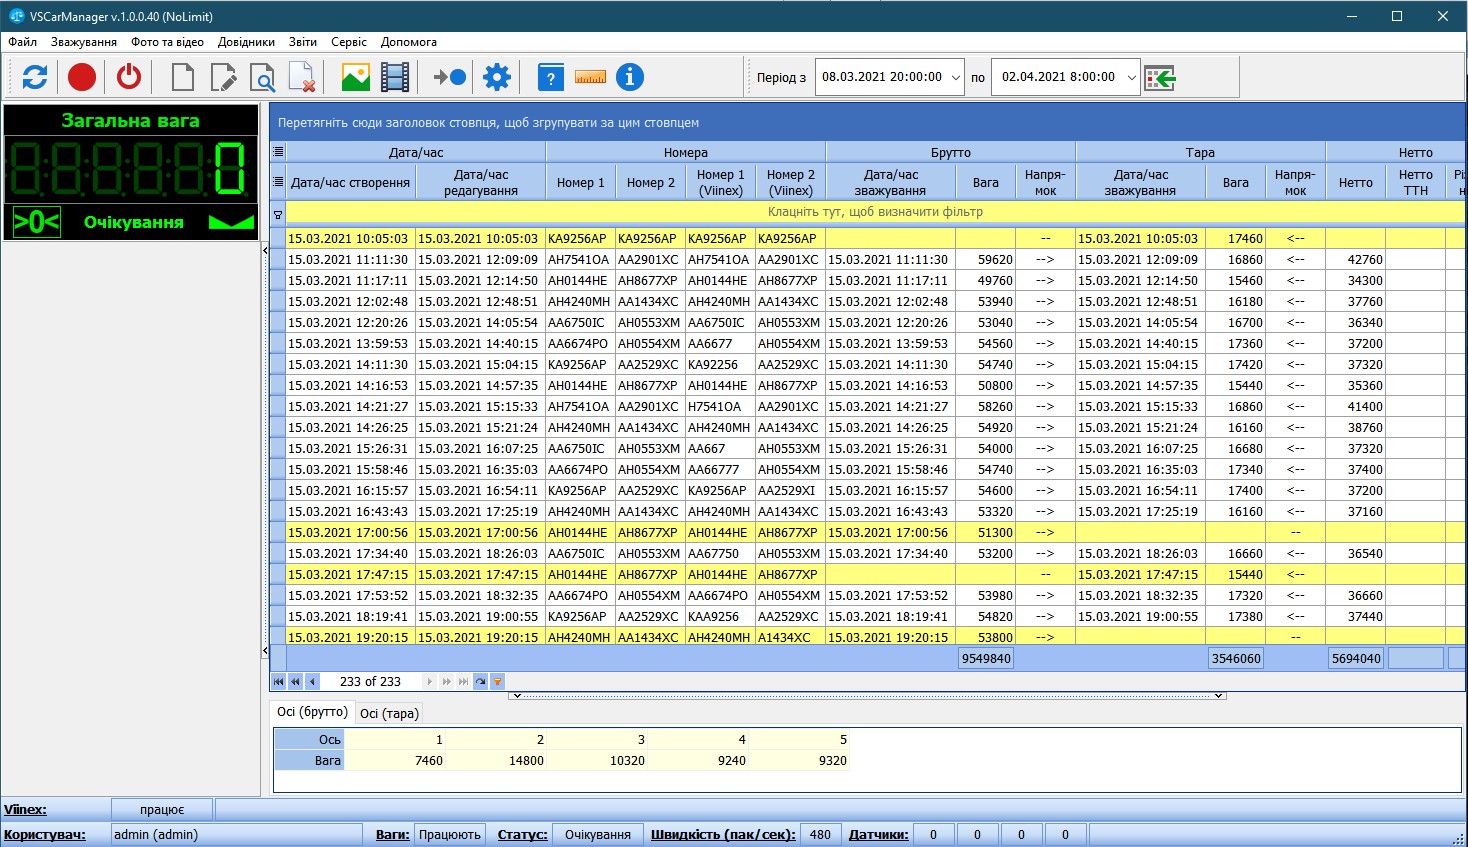 VSCarManager v.1.0.0.40 (NoLimit)
Файл Зважування Фото та відео Довідники Звіти Сервіс Допомога
Період з 08.03.2021 20:00:00 по 02.04.2021 8:00:00
Загальна вага
0
>0< Очікування
Перетягніть сюди заголовок стовпця, щоб згрупувати за цим стовпцем
Дата/час Номера Брутто Тара Нетто
Дата/час створення Дата/час редагування Номер 1 Номер 2 Номер 1 (Viinex) Номер 2 (Viinex) Дата/час зважування Вага Напря-мок Дата/час зважування Вага Напря-мок Нетто Нетто ТТН
Клацніть тут, щоб визначити фільтр
15.03.2021 10:05:03 15.03.2021 10:05:03 KA9256AP KA9256AP KA9256AP KA9256AP -- 15.03.2021 10:05:03 17460 <--
15.03.2021 11:11:30 15.03.2021 12:09:09 AH7541OA AA2901XC AH7541OA AA2901XC 15.03.2021 11:11:30 59620 --> 15.03.2021 12:09:09 16860 <-- 42760
15.03.2021 11:17:11 15.03.2021 12:14:50 AH0144HE AH8677XP AH0144HE AH8677XP 15.03.2021 11:17:11 49760 --> 15.03.2021 12:14:50 15460 <-- 34300
15.03.2021 12:02:48 15.03.2021 12:48:51 AH4240MH AA1434XC AH4240MH AA1434XC 15.03.2021 12:02:48 53940 --> 15.03.2021 12:48:51 16180 <-- 37760
15.03.2021 12:20:26 15.03.2021 14:05:54 AA6750IC AH0553XM AA6750IC AH0553XM 15.03.2021 12:20:26 53040 --> 15.03.2021 14:05:54 16700 <-- 36340
15.03.2021 13:59:53 15.03.2021 14:40:15 AA6674PO AH0554XM AA6677 AH0554XM 15.03.2021 13:59:53 54560 --> 15.03.2021 14:40:15 17360 <-- 37200
15.03.2021 14:11:30 15.03.2021 15:04:15 KA9256AP AA2529XC KA92256 AA2529XC 15.03.2021 14:11:30 54740 --> 15.03.2021 15:04:15 17420 <-- 37320
15.03.2021 14:16:53 15.03.2021 14:57:35 AH0144HE AH8677XP AH0144HE AH8677XP 15.03.2021 14:16:53 50800 --> 15.03.2021 14:57:35 15440 <-- 35360
15.03.2021 14:21:27 15.03.2021 15:15:33 AH7541OA AA2901XC H7541OA AA2901XC 15.03.2021 14:21:27 58260 --> 15.03.2021 15:15:33 16860 <-- 41400
15.03.2021 14:26:25 15.03.2021 15:21:24 AH4240MH AA1434XC AH4240MH AA1434XC 15.03.2021 14:26:25 54920 --> 15.03.2021 15:21:24 16160 <-- 38760
15.03.2021 15:26:31 15.03.2021 16:07:25 AA6750IC AH0553XM AA667 AH0553XM 15.03.2021 15:26:31 54000 --> 15.03.2021 16:07:25 16680 <-- 37320
15.03.2021 15:58:46 15.03.2021 16:35:03 AA6674PO AH0554XM AA66777 AH0554XM 15.03.2021 15:58:46 54740 --> 15.03.2021 16:35:03 17340 <-- 37400
15.03.2021 16:15:57 15.03.2021 16:54:11 KA9256AP AA2529XC KA9256AP AA2529XI 15.03.2021 16:15:57 54600 --> 15.03.2021 16:54:11 17400 <-- 37200
15.03.2021 16:43:43 15.03.2021 17:25:19 AH4240MH AA1434XC AH4240MH AA1434XC 15.03.2021 16:43:43 53320 --> 15.03.2021 17:25:19 16160 <-- 37160
15.03.2021 17:00:56 15.03.2021 17:00:56 AH0144HE AH8677XP AH0144HE AH8677XP 15.03.2021 17:00:56 51300 --> --
15.03.2021 17:34:40 15.03.2021 18:26:03 AA6750IC AH0553XM AA67750 AH0553XM 15.03.2021 17:34:40 53200 --> 15.03.2021 18:26:03 16660 <-- 36540
15.03.2021 17:47:15 15.03.2021 17:47:15 AH0144HE AH8677XP AH0144HE AH8677XP -- 15.03.2021 17:47:15 15440 <--
15.03.2021 17:53:52 15.03.2021 18:32:35 AA6674PO AH0554XM AA6674PO AH0554XM 15.03.2021 17:53:52 53980 --> 15.03.2021 18:32:35 17320 <-- 36660
15.03.2021 18:19:41 15.03.2021 19:00:55 KA9256AP AA2529XC KAA9256 AA2529XC 15.03.2021 18:19:41 54820 --> 15.03.2021 19:00:55 17380 <-- 37440
15.03.2021 19:20:15 15.03.2021 19:20:15 AH4240MH AA1434XC AH4240MH A1434XC 15.03.2021 19:20:15 53800 --> --
9549840 3546060 5694040
233 of 233
Осі (брутто) Осі (тара)
Ось 1 2 3 4 5
Вага 7460 14800 10320 9240 9320
Viinex: працює
Користувач: admin (admin) Ваги: Працюють Статус: Очікування Швидкість (пак/сек): 480 Датчики: 0 0 0 0